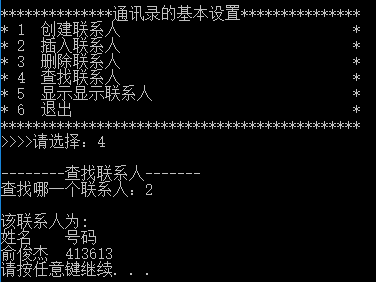 **************通讯录的基本设置***************
* 1  创建联系人                             *
* 2  插入联系人                             *
* 3  删除联系人                             *
* 4  查找联系人                             *
* 5  显示显示联系人                         *
* 6  退出                                   *
*********************************************
>>>>请选择：4
--------查找联系人-------
查找哪一个联系人：2
该联系人为:
姓名    号码
俞俊杰  413613
请按任意键继续. . .